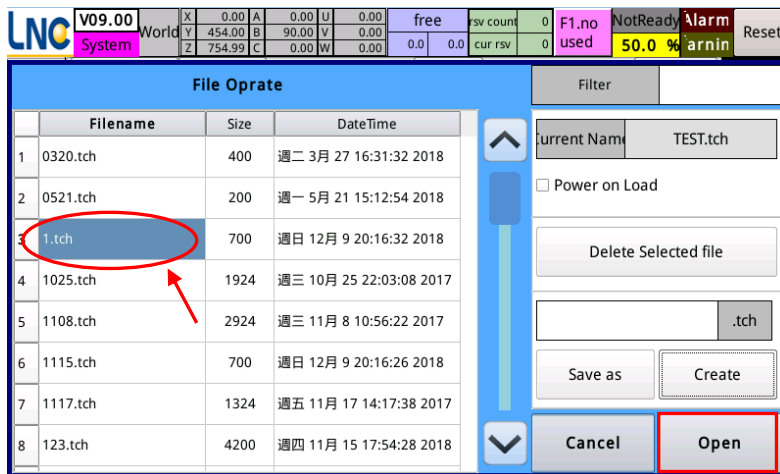 LNC V09.00 System World X 0.00 A 0.00 U 0.00 free rsv count 0 F1.no used NotReady Alarm Reset
Y 454.00 B 90.00 V 0.00
Z 754.99 C 0.00 W 0.00 0.0 0.0 cur rsv 0 50.0 % arnin
File Oprate Filter
Filename Size DateTime
Current Name TEST.tch
1 0320.tch 400 週二 3月 27 16:31:32 2018
Power on Load
2 0521.tch 200 週一 5月 21 15:12:54 2018
3 1.tch 700 週日 12月 9 20:16:32 2018
Delete Selected file
4 1025.tch 1924 週三 10月 25 22:03:08 2017
5 1108.tch 2924 週三 11月 8 10:56:22 2017
.tch
6 1115.tch 700 週日 12月 9 20:16:26 2018
Save as Create
7 1117.tch 1324 週五 11月 17 14:17:38 2017
8 123.tch 4200 週四 11月 15 17:54:28 2018
Cancel Open